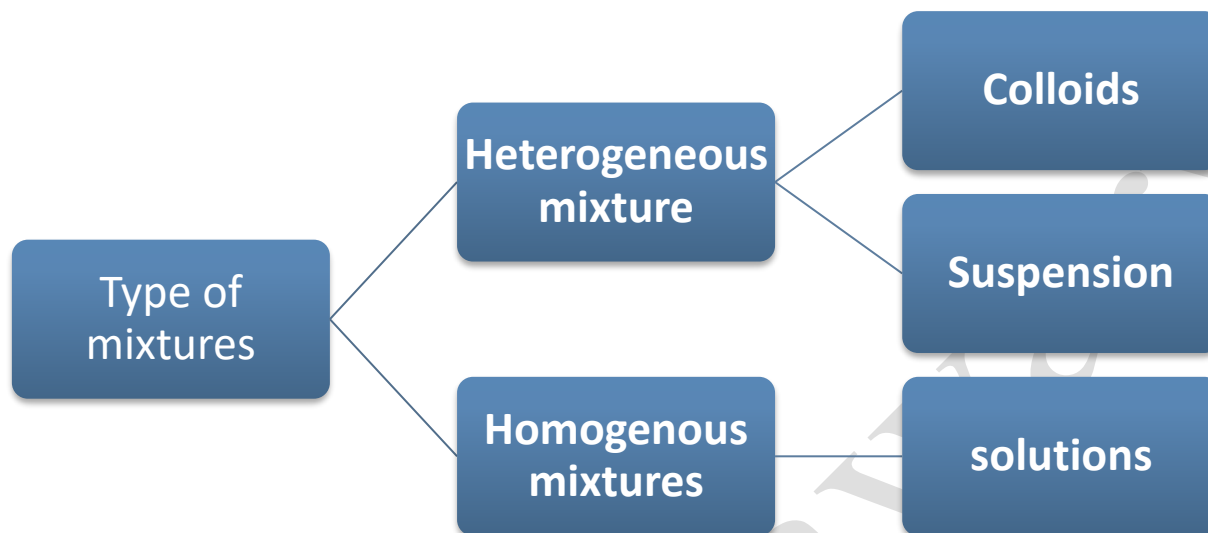 Type of
mixtures
Heterogeneous
mixture
Homogenous
mixtures
Colloids
Suspension
solutions